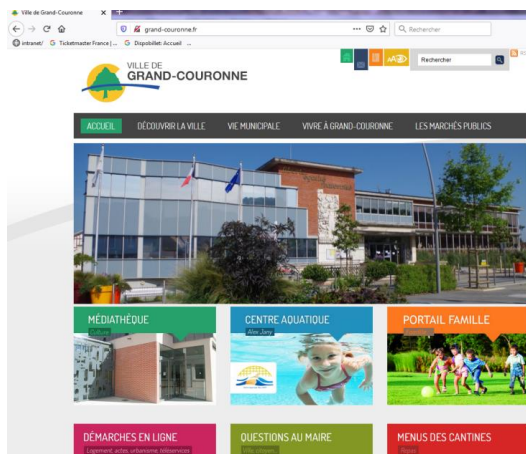 Ville de Grand-Couronne
grand-couronne.fr
Rechercher
intranet/ Ticketmaster France | ... Dispobillet: Accueil ...
Rechercher
VILLE DE
GRAND-COURONNE
ACCUEIL DÉCOUVRIR LA VILLE VIE MUNICIPALE VIVRE À GRAND-COURONNE LES MARCHÉS PUBLICS
MÉDIATHÈQUE CENTRE AQUATIQUE PORTAIL FAMILLE
Culture Alex Jany
DÉMARCHES EN LIGNE QUESTIONS AU MAIRE MENUS DES CANTINES
Logement, actes, urbanisme, téléservices Repas